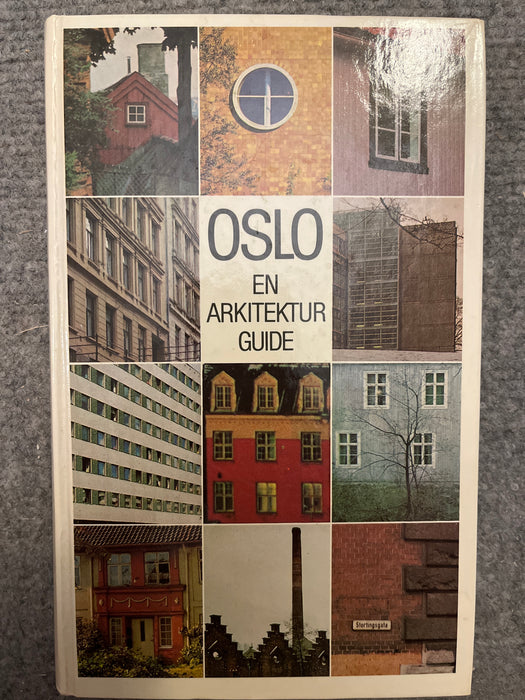 OSLO
EN
ARKITEKTUR
GUIDE
Stortingsgata